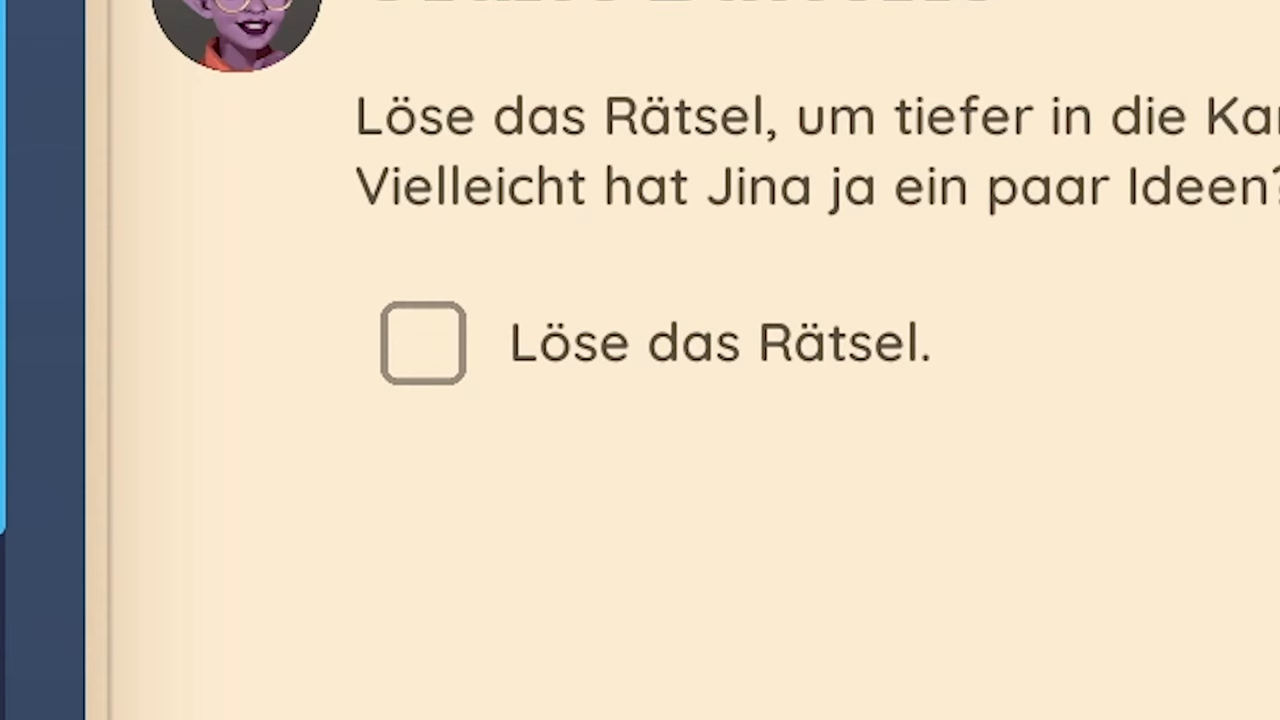 Löse das Rätsel, um tiefer in die
Vielleicht hat Jina ja ein paar Ideen?
Löse das Rätsel.